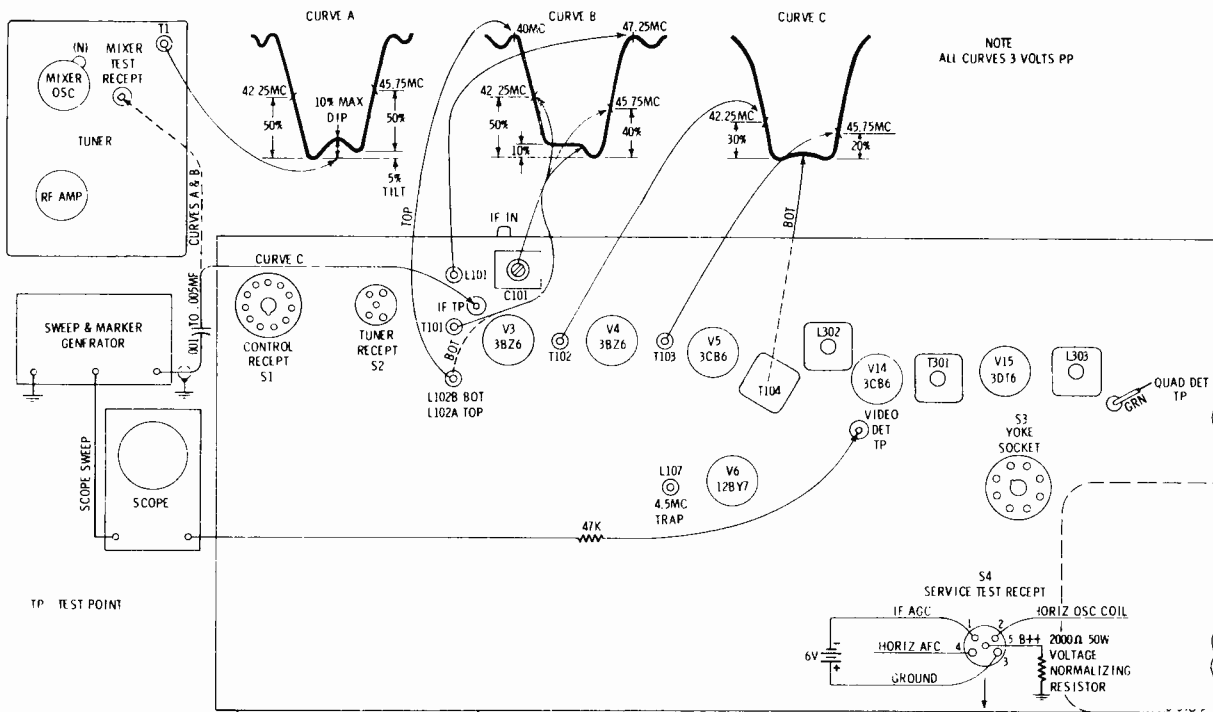 CURVE A
CURVE B
CURVE C
NOTE
ALL CURVES 3 VOLTS PP
T1
(N)
MIXER
TEST
RECEPT
MIXER
OSC
TUNER
RF AMP
42.25MC
50%
10% MAX
DIP
45.75MC
50%
5%
TILT
40MC
47.25MC
42.25MC
50%
10%
45.75MC
40%
42.25MC
30%
45.75MC
20%
CURVES A & B
TOP
BOT
IF IN
CURVE C
.001 TO .005MF
SWEEP & MARKER
GENERATOR
SCOPE SWEEP
SCOPE
CONTROL
RECEPT
S1
TUNER
RECEPT
S2
L101
C101
IF TP
T101
BOT
L102B BOT
L102A TOP
V3
3BZ6
T102
V4
3BZ6
T103
V5
3CB6
T104
L302
V14
3CB6
T301
V15
3DT6
L303
QUAD DET
TP
GRN
VIDEO
DET
TP
S3
YOKE
SOCKET
L107
4.5MC
TRAP
V6
12BY7
47K
TP TEST POINT
S4
SERVICE TEST RECEPT
IF AGC
HORIZ OSC COIL
1
2
6V
-
+
HORIZ AFC
4
5
B++
3
GROUND
2000Ω 50W
VOLTAGE
NORMALIZING
RESISTOR